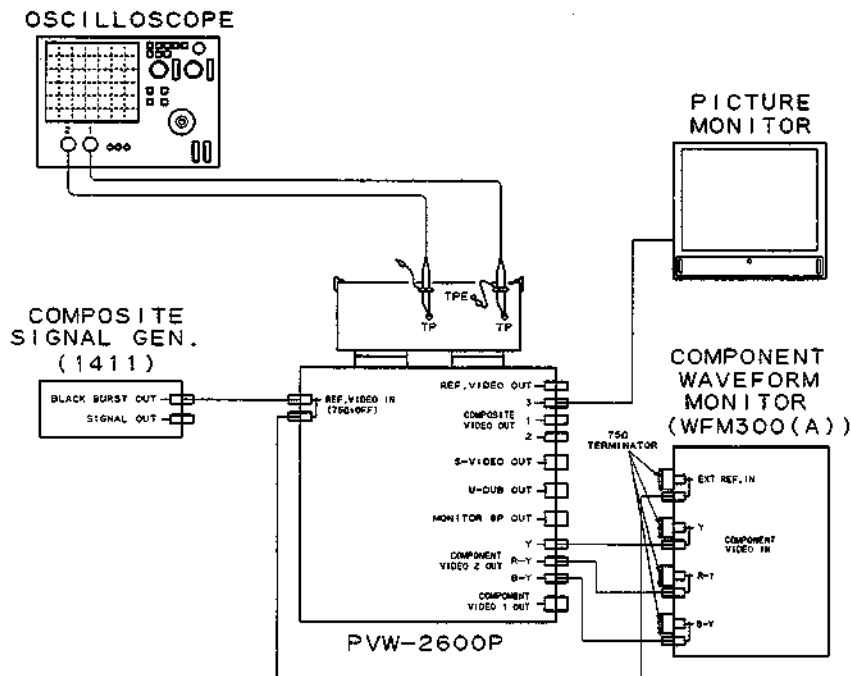 OSCILLOSCOPE
2 1
PICTURE
MONITOR
TPE
TP
TP
COMPOSITE
SIGNAL GEN.
(1411)
BLACK BURST OUT
SIGNAL OUT
REF.VIDEO IN
(75Ω:OFF)
REF.VIDEO OUT
3
COMPOSITE
VIDEO OUT
1
2
S-VIDEO OUT
U-DUB OUT
MONITOR BP OUT
Y
COMPONENT
VIDEO 2 OUT
R-Y
B-Y
COMPONENT
VIDEO 1 OUT
PVW-2600P
COMPONENT
WAVEFORM
MONITOR
(WFM300(A))
75Ω
TERMINATOR
EXT REF.IN
Y
COMPONENT
VIDEO IN
R-Y
B-Y